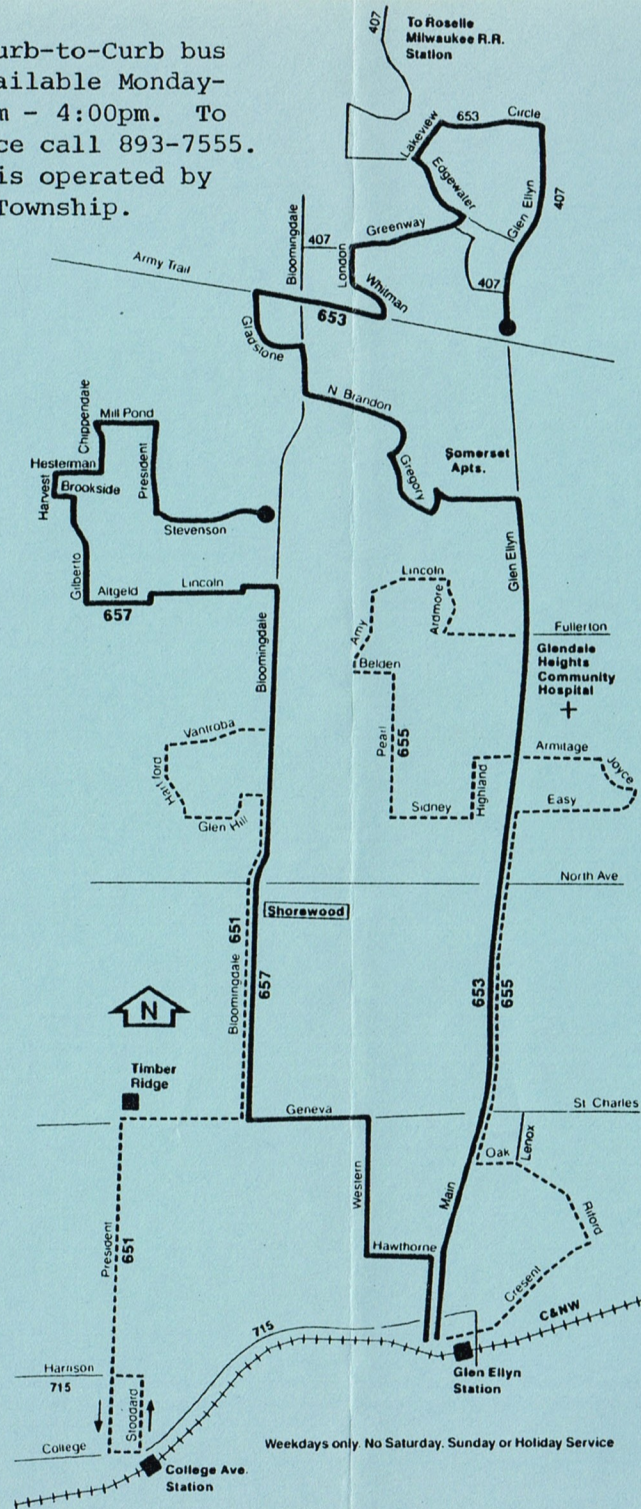 urb-to-Curb bus
ailable Monday-
m - 4:00pm. To
ce call 893-7555.
is operated by
Township.
407
To Roselle
Milwaukee R.R.
Station
653
Circle
Lakeview
Edgewater
Glen Ellyn
407
Greenway
Bloomingdale
407
London
407
Army Trail
Whitman
653
Gladstone
N Brandon
Chippendale
Mill Pond
Somerset
Apts.
Hesterman
President
Gregory
Harvest
Brookside
Stevenson
Glen Ellyn
Gilberto
Altgeld
Lincoln
657
Lincoln
Ardmore
Amy
Fullerton
Bloomingdale
Belden
Glendale
Heights
Community
Hospital
Vantroba
Pearl
655
Armitage
Joyce
Hartford
Highland
Easy
Glen Hill
Sidney
North Ave
Shorewood
651
Bloomingdale
657
653
655
N
Timber
Ridge
Geneva
St Charles
Lenox
Oak
Western
Main
Riford
President
651
Hawthorne
Cresent
C&NW
715
Harrison
715
Glen Ellyn
Station
Stoddard
College
Weekdays only. No Saturday, Sunday or Holiday Service
College Ave.
Station